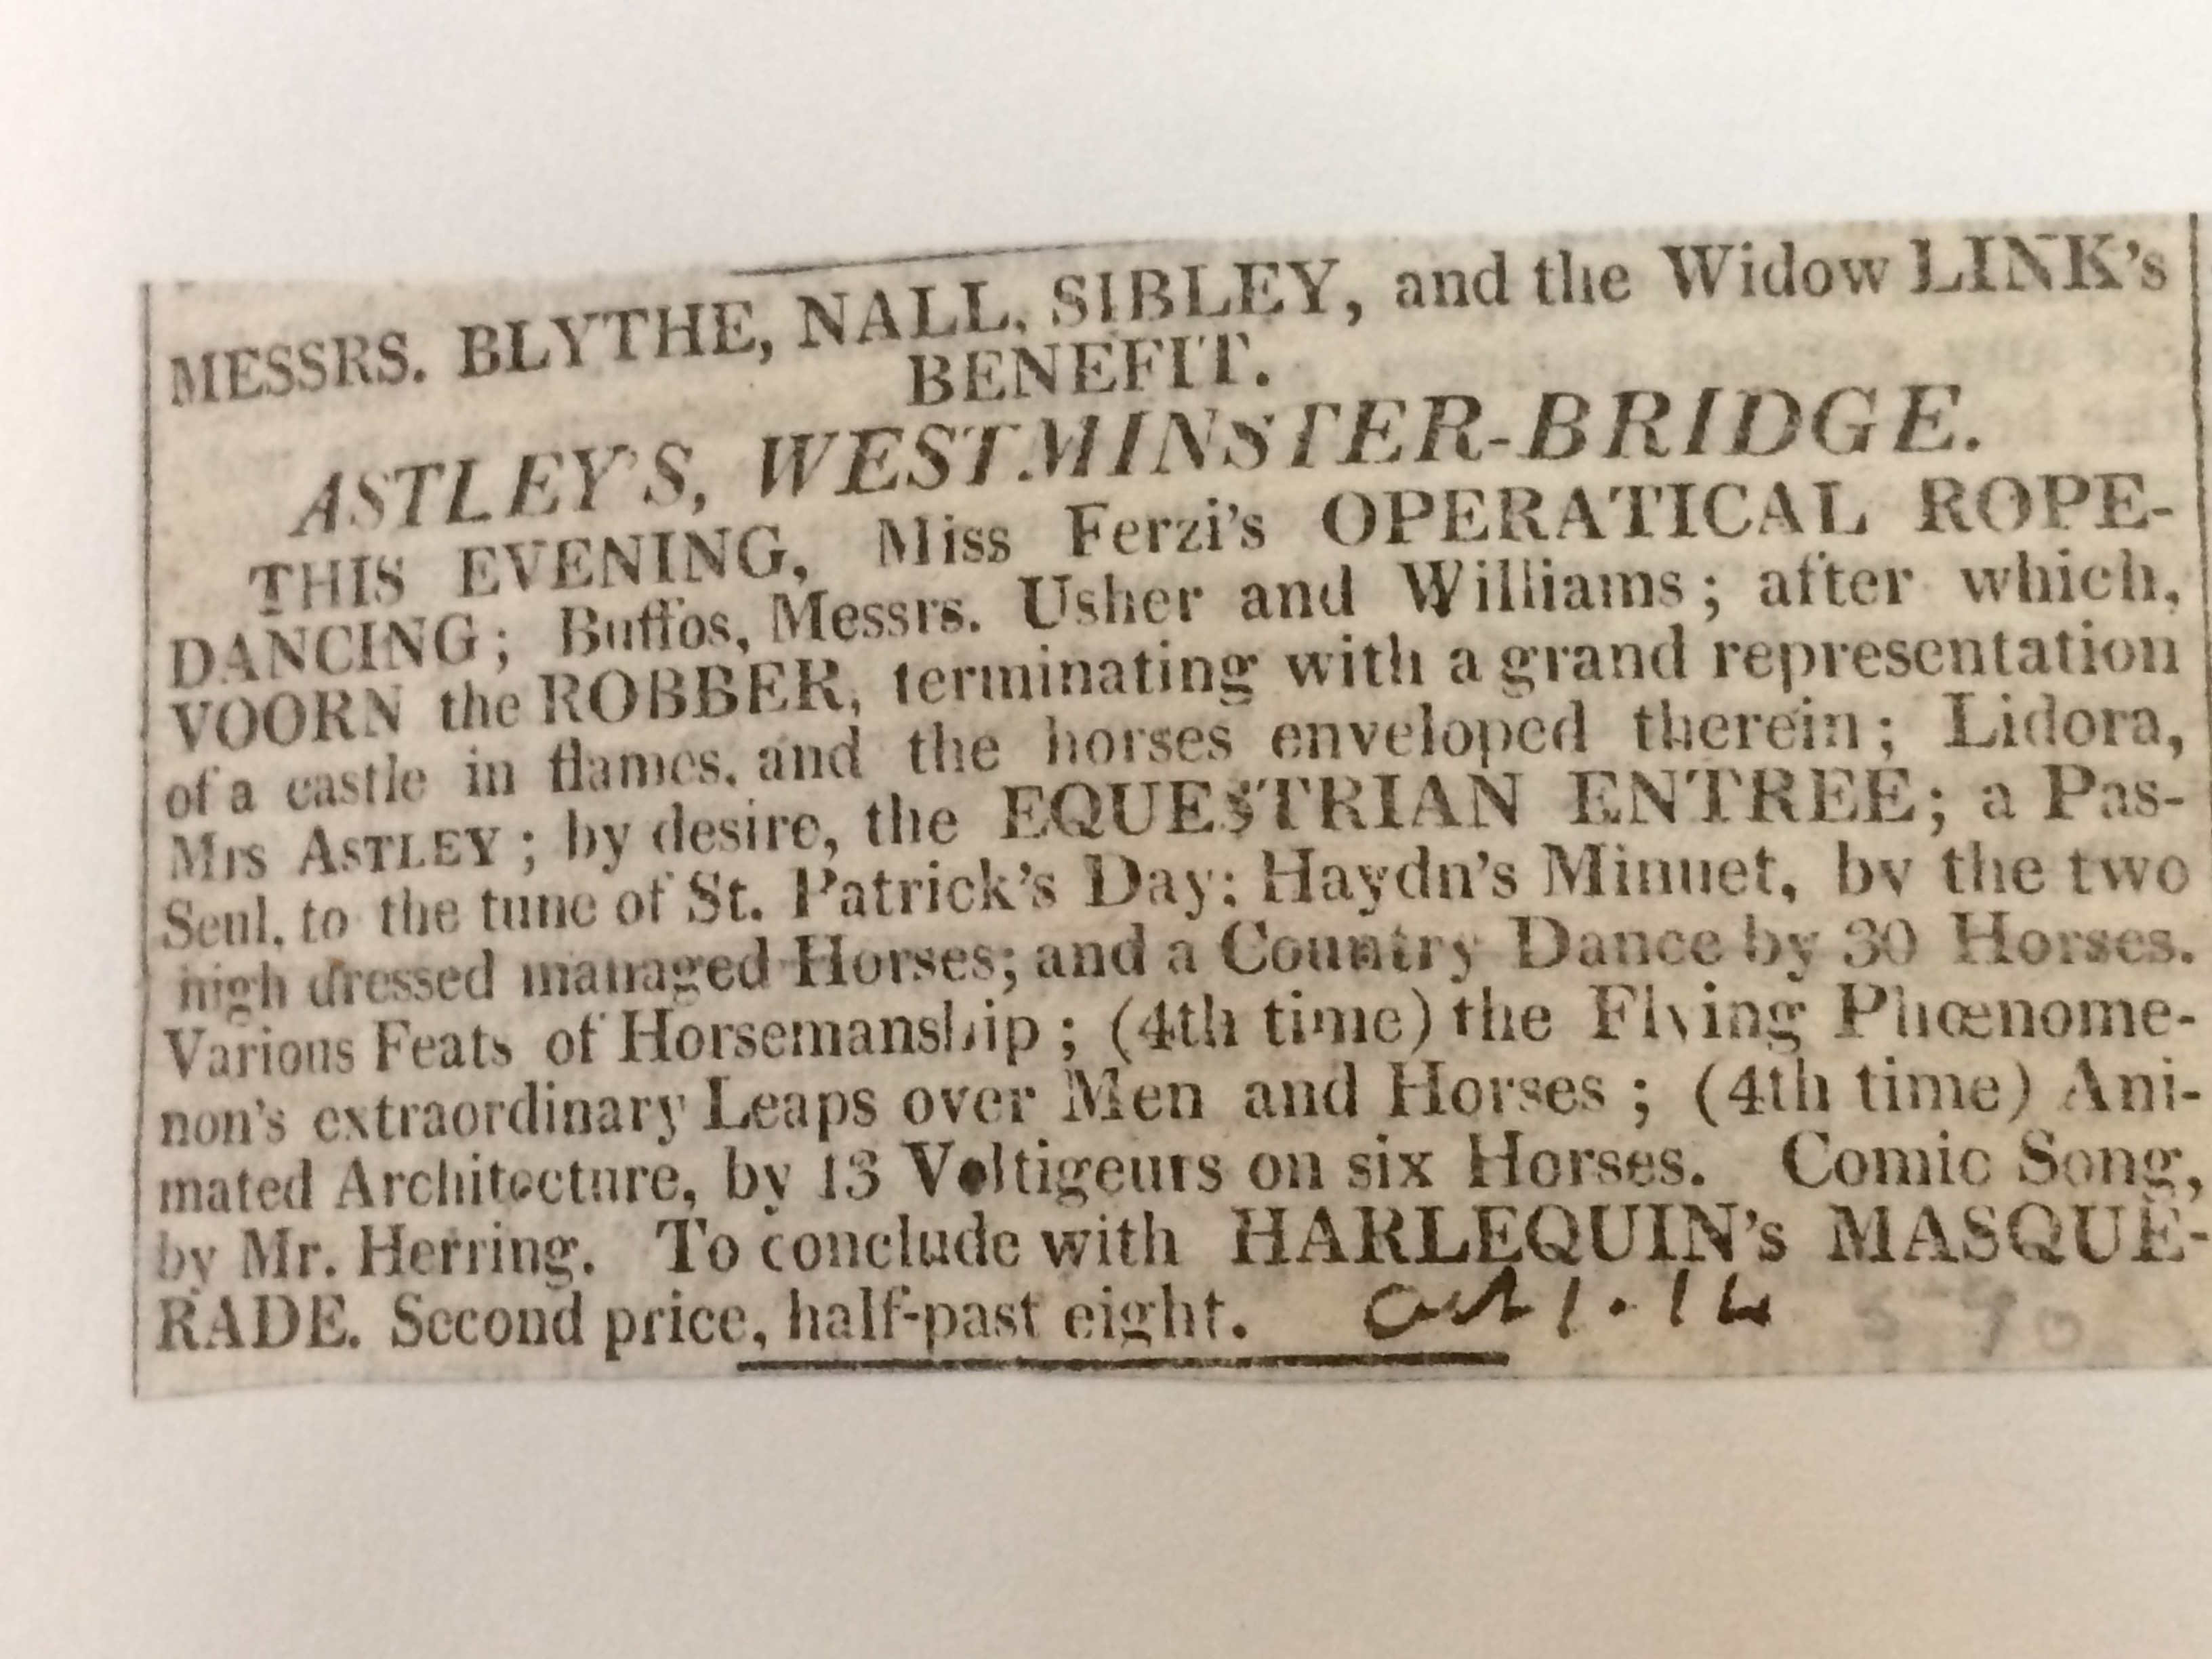 MESSRS. BLYTHE, NALL, SIBLEY, and the Widow LINK's
BENEFIT.
ASTLEY'S, WESTMINSTER-BRIDGE.
THIS EVENING, Miss Ferzi's OPERATICAL ROPE-
DANCING; Buffos, Messrs. Usher and Williams; after which,
VOORN the ROBBER, terminating with a grand representation
of a castle in flames, and the horses enveloped therein; Lidora,
Mrs ASTLEY; by desire, the EQUESTRIAN ENTREE; a Pas-
Seul, to the tune of St. Patrick's Day; Haydn's Minuet, by the two
high dressed managed Horses; and a Country Dance by 30 Horses.
Various Feats of Horsemanship; (4th time) the Flying Phœnome-
non's extraordinary Leaps over Men and Horses; (4th time) Ani-
mated Architecture, by 13 Voltigeurs on six Horses. Comic Song,
by Mr. Herring. To conclude with HARLEQUIN's MASQUE-
RADE. Second price, half-past eight. Oct 1. 14